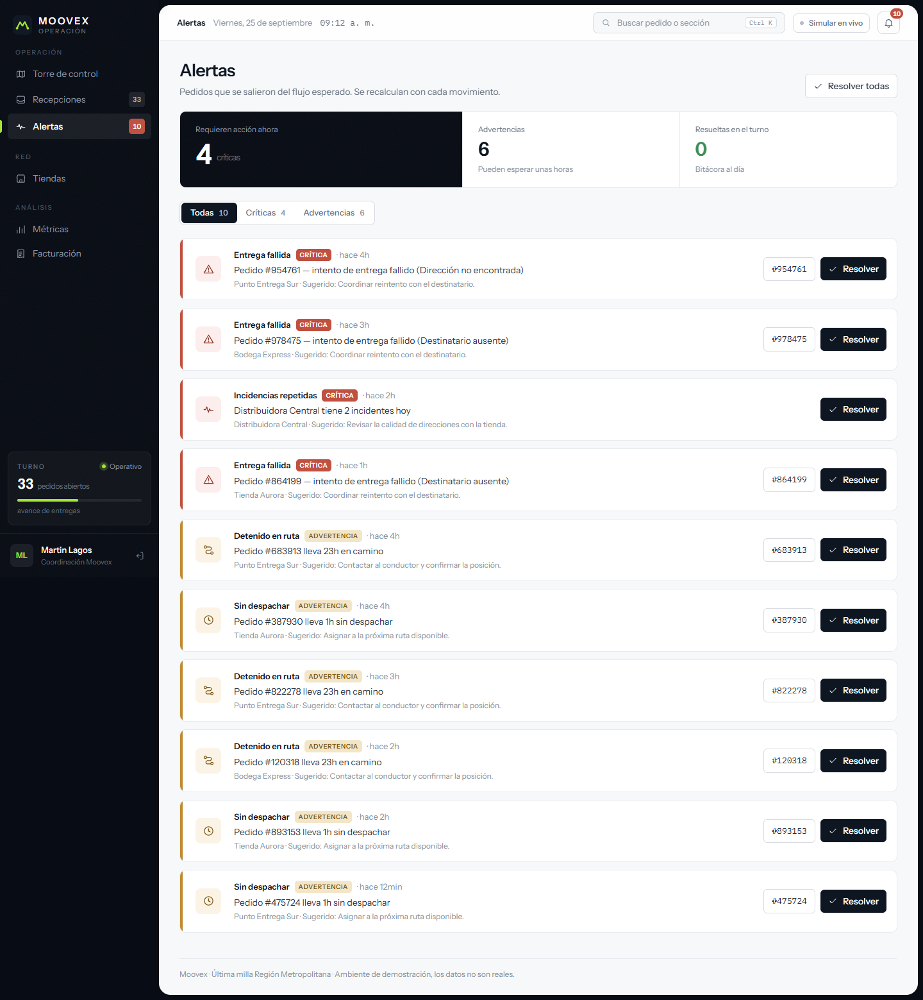 MOOVEX
OPERACIÓN
OPERACIÓN
Torre de control
Recepciones 33
Alertas 10
RED
Tiendas
ANÁLISIS
Métricas
Facturación
TURNO Operativo
33 pedidos abiertos
avance de entregas
ML Martin Lagos
Coordinación Moovex
Alertas Viernes, 25 de septiembre 09:12 a. m.
Buscar pedido o sección Ctrl K
Simular en vivo
10
Alertas
Pedidos que se salieron del flujo esperado. Se recalculan con cada movimiento.
Resolver todas
Requieren acción ahora
4 críticas
Advertencias
6
Pueden esperar unas horas
Resueltas en el turno
0
Bitácora al día
Todas 10 Críticas 4 Advertencias 6
Entrega fallida CRÍTICA · hace 4h
Pedido #954761 — intento de entrega fallido (Dirección no encontrada)
Punto Entrega Sur · Sugerido: Coordinar reintento con el destinatario.
#954761 Resolver
Entrega fallida CRÍTICA · hace 3h
Pedido #978475 — intento de entrega fallido (Destinatario ausente)
Bodega Express · Sugerido: Coordinar reintento con el destinatario.
#978475 Resolver
Incidencias repetidas CRÍTICA · hace 2h
Distribuidora Central tiene 2 incidentes hoy
Distribuidora Central · Sugerido: Revisar la calidad de direcciones con la tienda.
Resolver
Entrega fallida CRÍTICA · hace 1h
Pedido #864199 — intento de entrega fallido (Destinatario ausente)
Tienda Aurora · Sugerido: Coordinar reintento con el destinatario.
#864199 Resolver
Detenido en ruta ADVERTENCIA · hace 4h
Pedido #683913 lleva 23h en camino
Punto Entrega Sur · Sugerido: Contactar al conductor y confirmar la posición.
#683913 Resolver
Sin despachar ADVERTENCIA · hace 4h
Pedido #387930 lleva 1h sin despachar
Tienda Aurora · Sugerido: Asignar a la próxima ruta disponible.
#387930 Resolver
Detenido en ruta ADVERTENCIA · hace 3h
Pedido #822278 lleva 23h en camino
Punto Entrega Sur · Sugerido: Contactar al conductor y confirmar la posición.
#822278 Resolver
Detenido en ruta ADVERTENCIA · hace 2h
Pedido #120318 lleva 23h en camino
Bodega Express · Sugerido: Contactar al conductor y confirmar la posición.
#120318 Resolver
Sin despachar ADVERTENCIA · hace 2h
Pedido #893153 lleva 1h sin despachar
Tienda Aurora · Sugerido: Asignar a la próxima ruta disponible.
#893153 Resolver
Sin despachar ADVERTENCIA · hace 12min
Pedido #475724 lleva 1h sin despachar
Punto Entrega Sur · Sugerido: Asignar a la próxima ruta disponible.
#475724 Resolver
Moovex · Última milla Región Metropolitana · Ambiente de demostración, los datos no son reales.